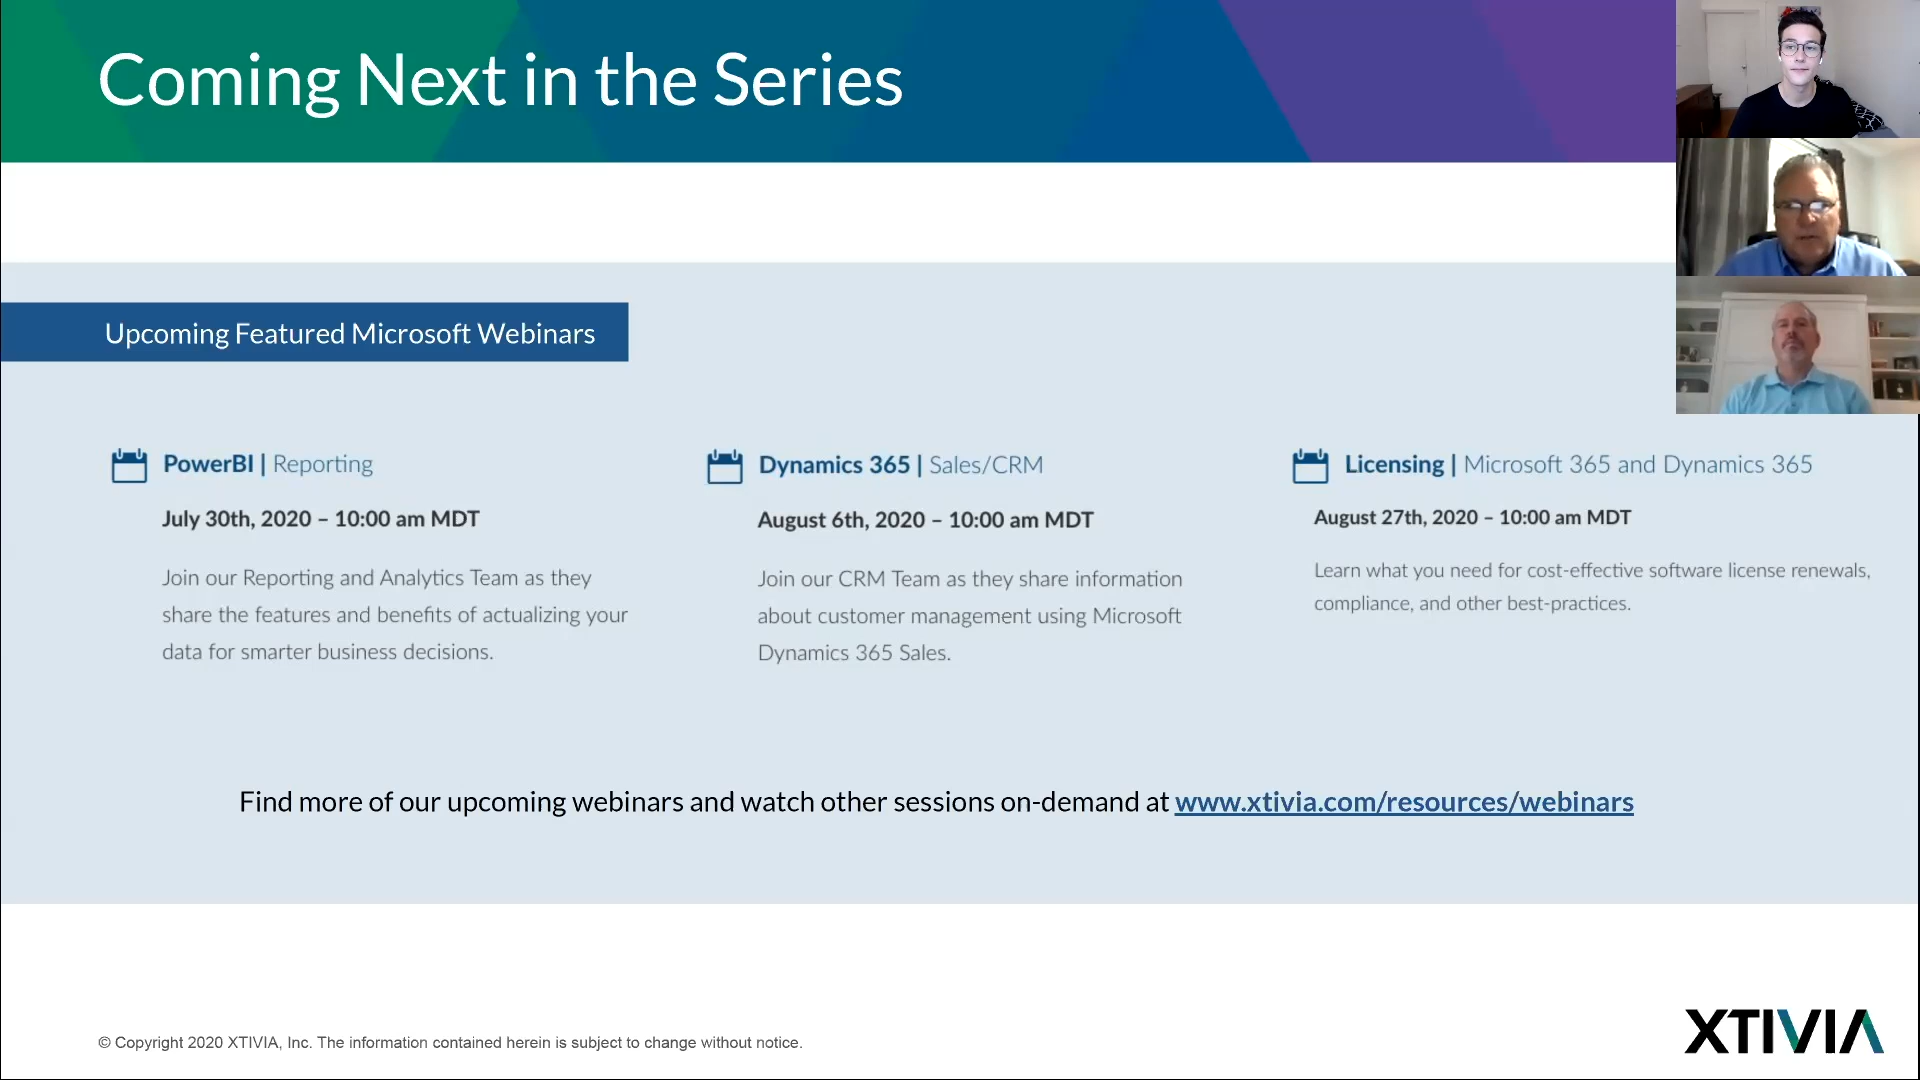 Coming Next in the Series
Upcoming Featured Microsoft Webinars
PowerBI | Reporting
July 30th, 2020 – 10:00 am MDT
Join our Reporting and Analytics Team as they
share the features and benefits of actualizing your
data for smarter business decisions.
Dynamics 365 | Sales/CRM
August 6th, 2020 – 10:00 am MDT
Join our CRM Team as they share information
about customer management using Microsoft
Dynamics 365 Sales.
Licensing | Microsoft 365 and Dynamics 365
August 27th, 2020 – 10:00 am MDT
Learn what you need for cost-effective software license renewals,
compliance, and other best-practices.
Find more of our upcoming webinars and watch other sessions on-demand at www.xtivia.com/resources/webinars
© Copyright 2020 XTIVIA, Inc. The information contained herein is subject to change without notice.
XTIVIA